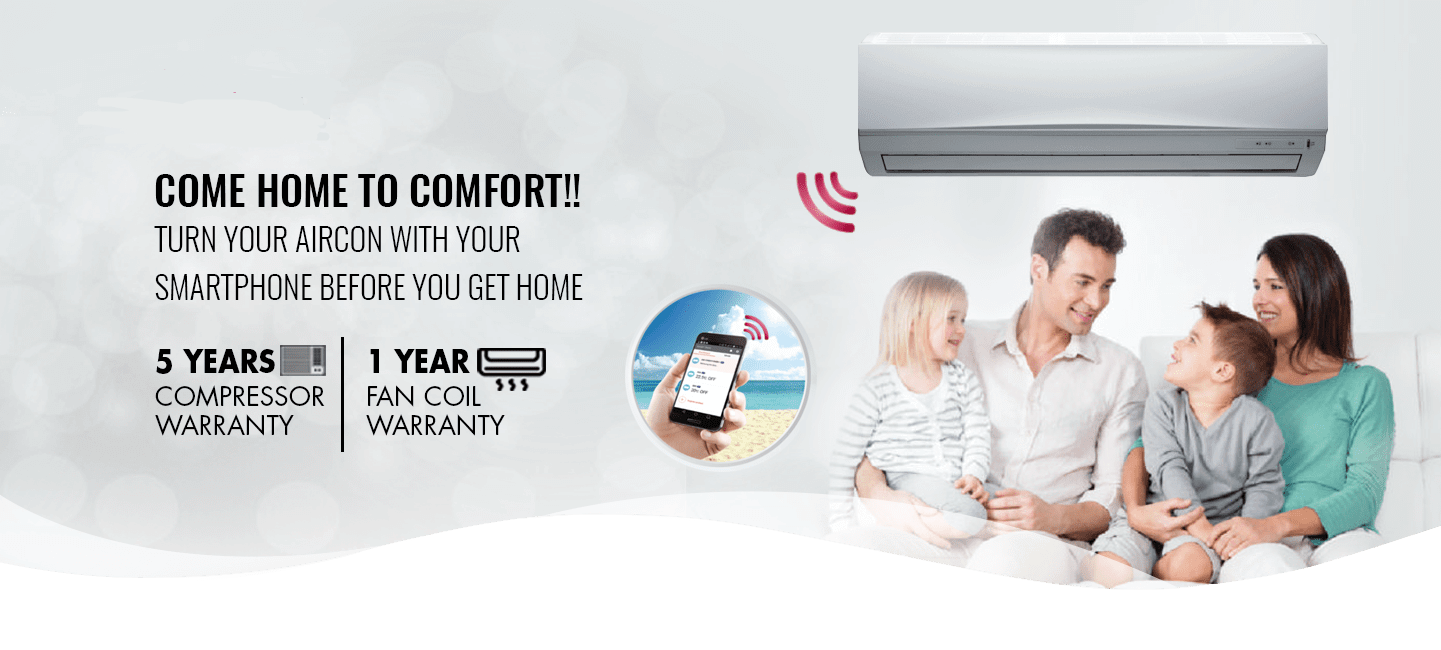 COME HOME TO COMFORT!!
TURN YOUR AIRCON WITH YOUR
SMARTPHONE BEFORE YOU GET HOME
5 YEARS
COMPRESSOR
WARRANTY
1 YEAR
FAN COIL
WARRANTY